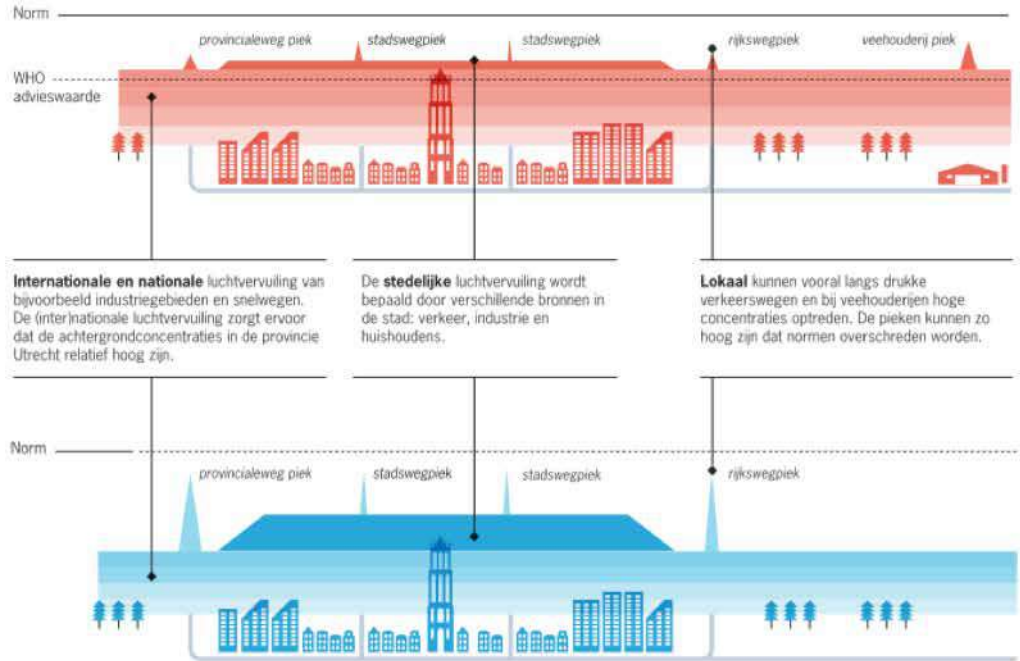 Norm
provincialeweg piek
stadswegpiek
stadswegpiek
rijkswegpiek
veehouderij piek
WHO
advieswaarde
Internationale en nationale luchtvervuiling van
bijvoorbeeld industriegebieden en snelwegen.
De (inter)nationale luchtvervuiling zorgt ervoor
dat de achtergrondconcentraties in de provincie
Utrecht relatief hoog zijn.
De stedelijke luchtvervuiling wordt
bepaald door verschillende bronnen in
de stad: verkeer, industrie en
huishoudens.
Lokaal kunnen vooral langs drukke
verkeerswegen en bij veehouderijen hoge
concentraties optreden. De pieken kunnen zo
hoog zijn dat normen overschreden worden.
Norm
provincialeweg piek
stadswegpiek
stadswegpiek
rijkswegpiek